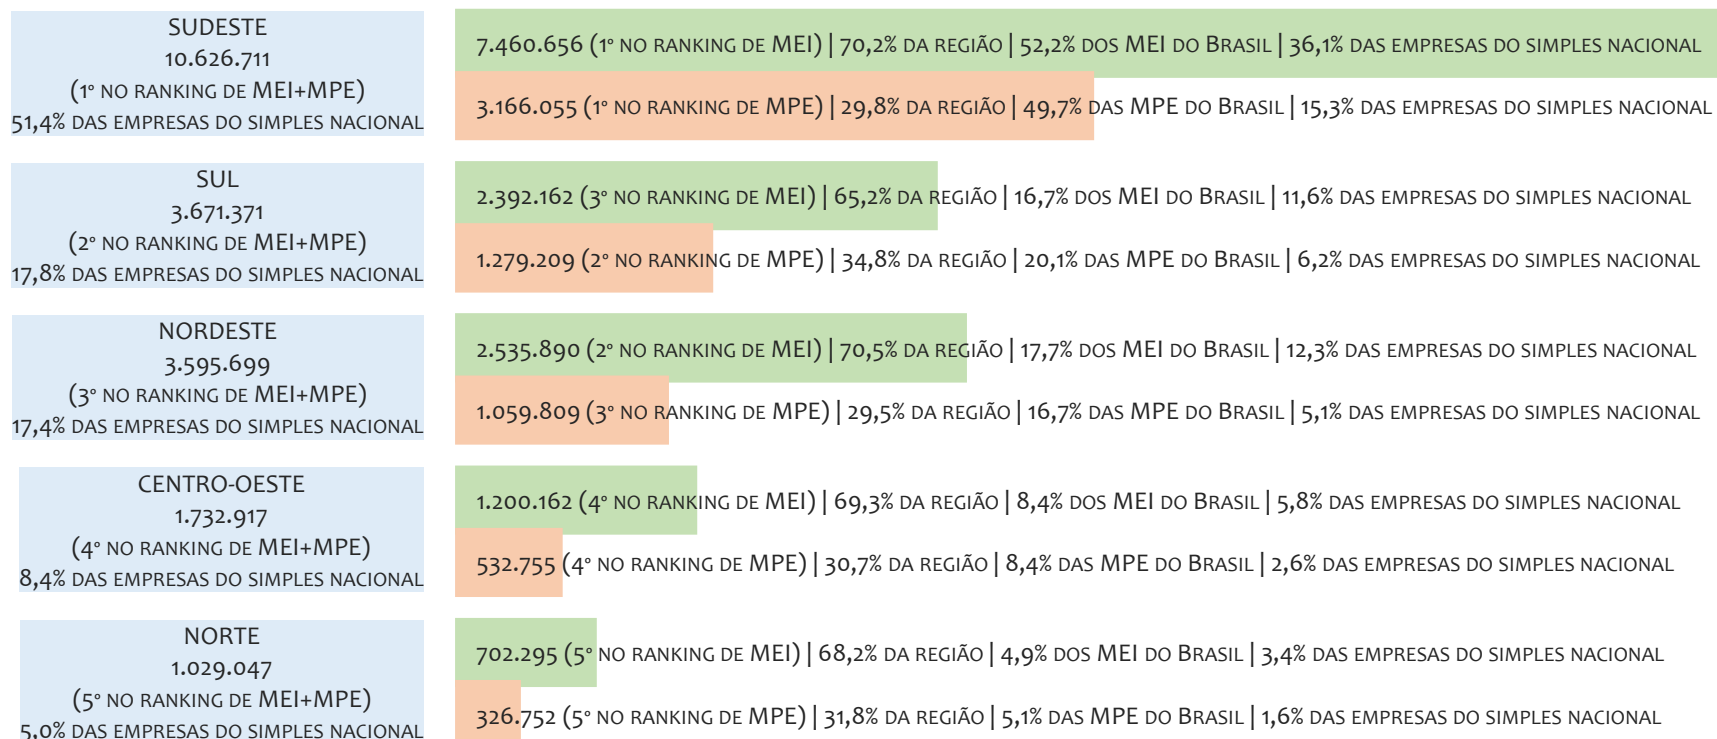 SUDESTE
10.626.711
(1° NO RANKING DE MEI+MPE)
51,4% DAS EMPRESAS DO SIMPLES NACIONAL
7.460.656 (1° NO RANKING DE MEI) | 70,2% DA REGIÃO | 52,2% DOS MEI DO BRASIL | 36,1% DAS EMPRESAS DO SIMPLES NACIONAL
3.166.055 (1° NO RANKING DE MPE) | 29,8% DA REGIÃO | 49,7% DAS MPE DO BRASIL | 15,3% DAS EMPRESAS DO SIMPLES NACIONAL
SUL
3.671.371
(2° NO RANKING DE MEI+MPE)
17,8% DAS EMPRESAS DO SIMPLES NACIONAL
2.392.162 (3° NO RANKING DE MEI) | 65,2% DA REGIÃO | 16,7% DOS MEI DO BRASIL | 11,6% DAS EMPRESAS DO SIMPLES NACIONAL
1.279.209 (2° NO RANKING DE MPE) | 34,8% DA REGIÃO | 20,1% DAS MPE DO BRASIL | 6,2% DAS EMPRESAS DO SIMPLES NACIONAL
NORDESTE
3.595.699
(3° NO RANKING DE MEI+MPE)
17,4% DAS EMPRESAS DO SIMPLES NACIONAL
2.535.890 (2° NO RANKING DE MEI) | 70,5% DA REGIÃO | 17,7% DOS MEI DO BRASIL | 12,3% DAS EMPRESAS DO SIMPLES NACIONAL
1.059.809 (3° NO RANKING DE MPE) | 29,5% DA REGIÃO | 16,7% DAS MPE DO BRASIL | 5,1% DAS EMPRESAS DO SIMPLES NACIONAL
CENTRO-OESTE
1.732.917
(4° NO RANKING DE MEI+MPE)
8,4% DAS EMPRESAS DO SIMPLES NACIONAL
1.200.162 (4° NO RANKING DE MEI) | 69,3% DA REGIÃO | 8,4% DOS MEI DO BRASIL | 5,8% DAS EMPRESAS DO SIMPLES NACIONAL
532.755 (4° NO RANKING DE MPE) | 30,7% DA REGIÃO | 8,4% DAS MPE DO BRASIL | 2,6% DAS EMPRESAS DO SIMPLES NACIONAL
NORTE
1.029.047
(5° NO RANKING DE MEI+MPE)
5,0% DAS EMPRESAS DO SIMPLES NACIONAL
702.295 (5° NO RANKING DE MEI) | 68,2% DA REGIÃO | 4,9% DOS MEI DO BRASIL | 3,4% DAS EMPRESAS DO SIMPLES NACIONAL
326.752 (5° NO RANKING DE MPE) | 31,8% DA REGIÃO | 5,1% DAS MPE DO BRASIL | 1,6% DAS EMPRESAS DO SIMPLES NACIONAL